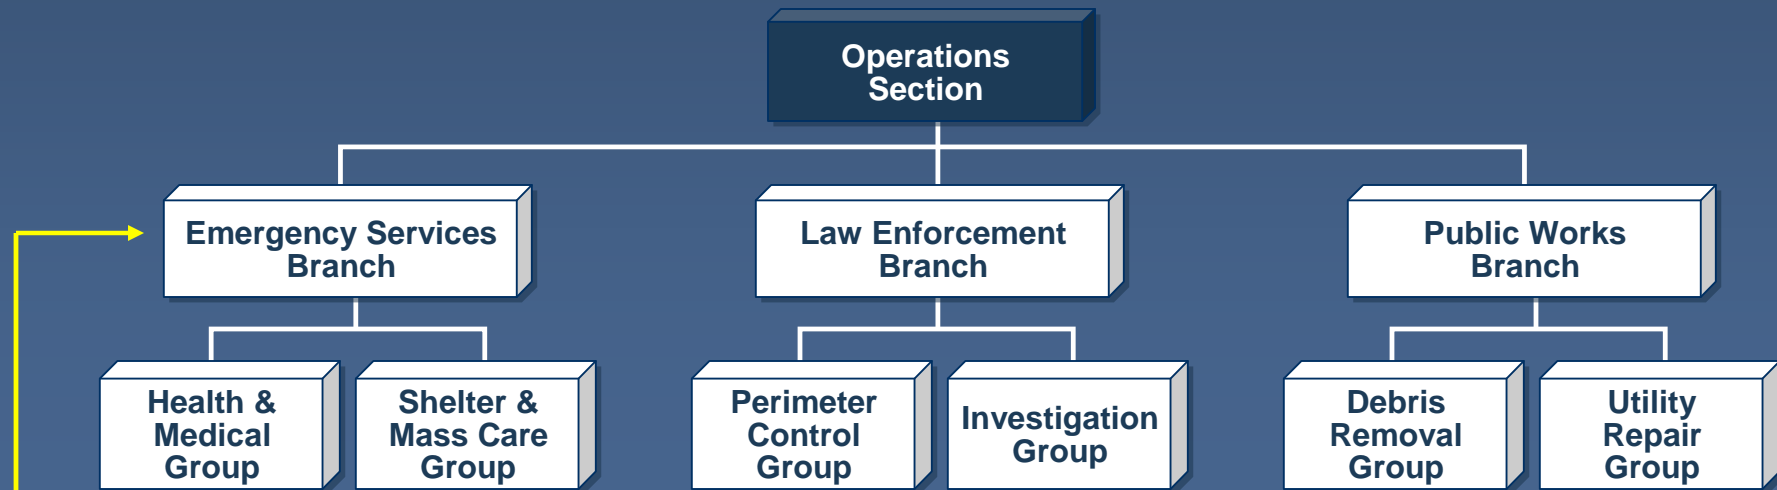 Operations
Section
Emergency Services
Branch
Law Enforcement
Branch
Public Works
Branch
Health &
Medical
Group
Shelter &
Mass Care
Group
Perimeter
Control
Group
Investigation
Group
Debris
Removal
Group
Utility
Repair
Group